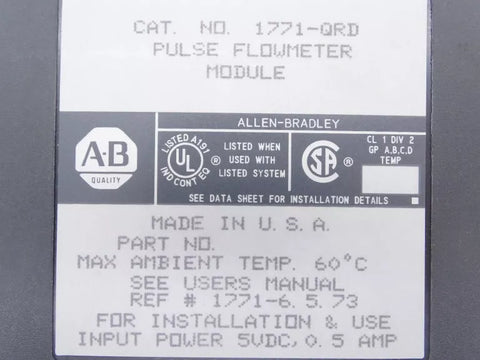 CAT. NO. 1771-QRD
PULSE FLOWMETER
MODULE
ALLEN-BRADLEY
A-B
QUALITY
LISTED A191
UL ®
IND CONT EQ
LISTED WHEN
USED WITH
LISTED SYSTEM
SA ®
CL 1 DIV 2
GP A,B,C,D
TEMP
SEE DATA SHEET FOR INSTALLATION DETAILS
MADE IN U. S. A.
PART NO.
MAX AMBIENT TEMP. 60°C
SEE USERS MANUAL
REF # 1771-6. 5. 73
FOR INSTALLATION & USE
INPUT POWER 5VDC, 0. 5 AMP